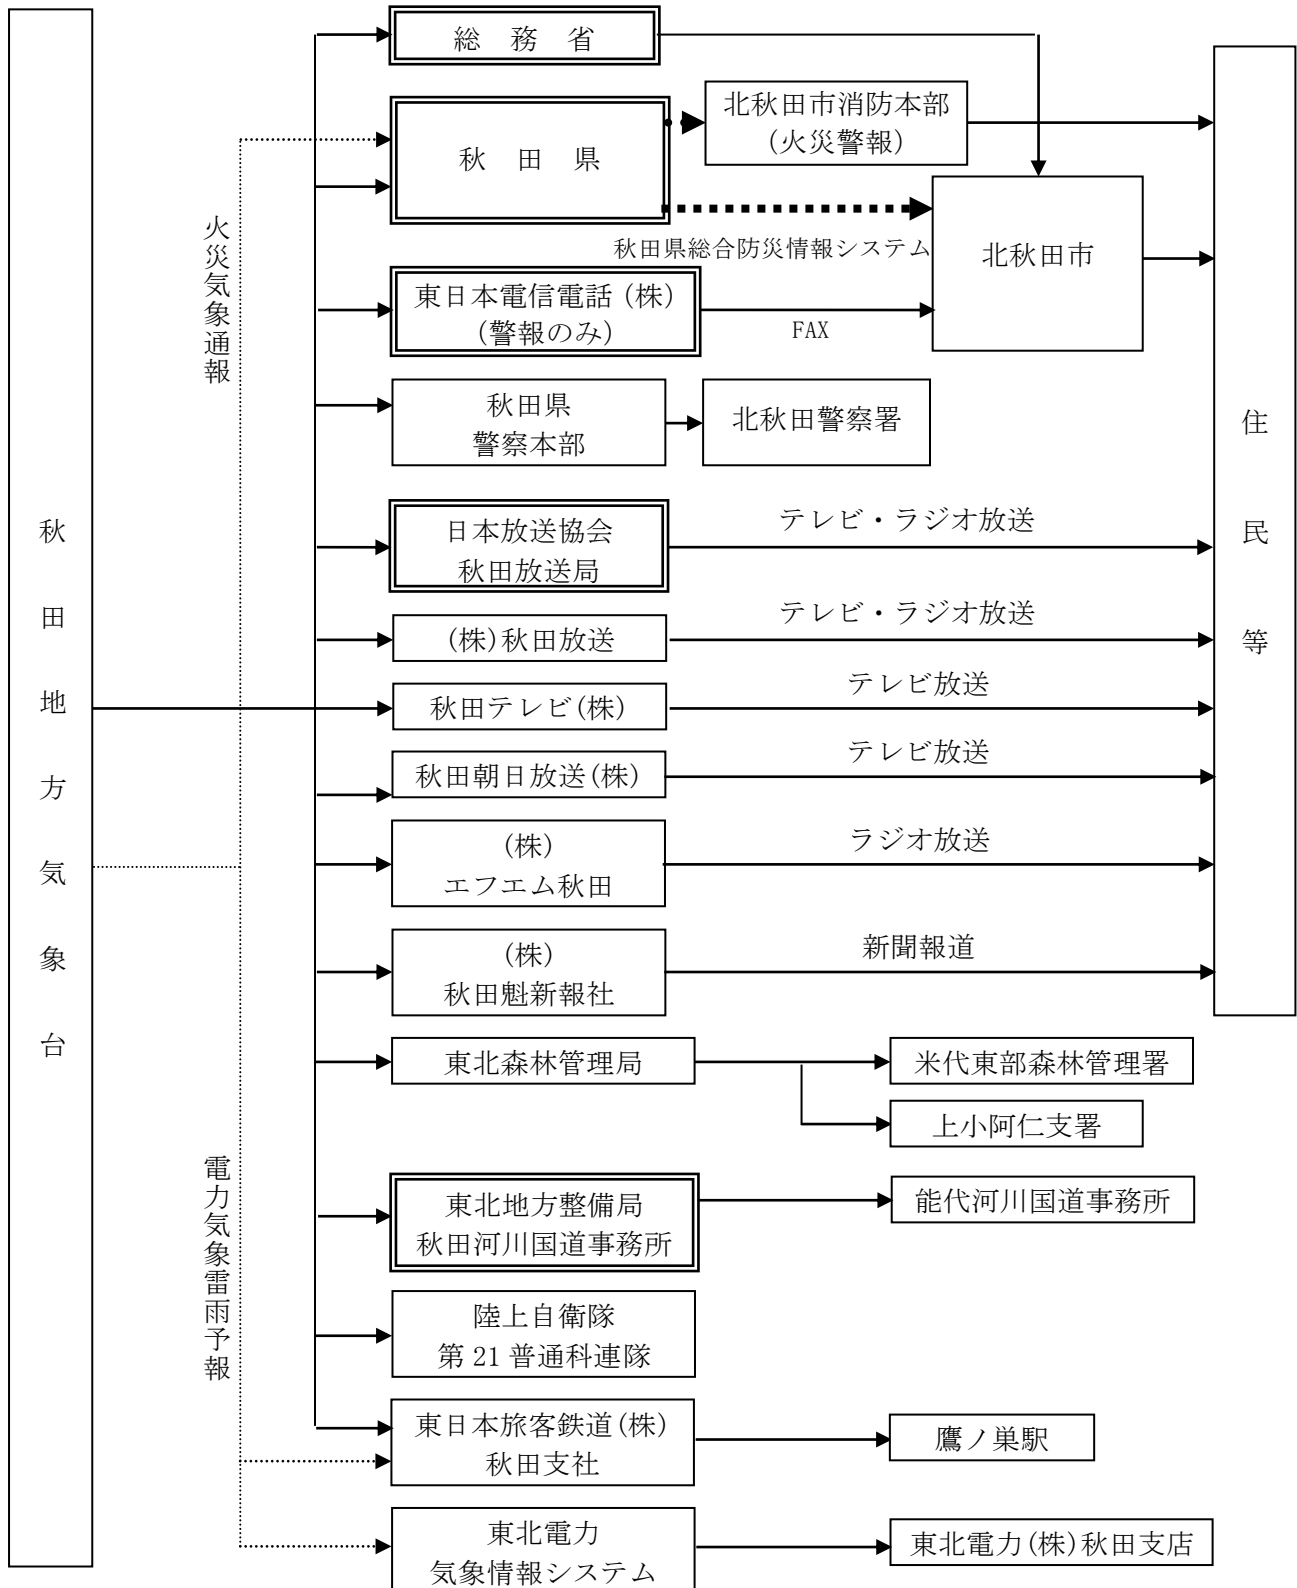 総務省
北秋田市消防本部
(火災警報)
秋田県
秋田県総合防災情報システム
北秋田市
火災気象通報
東日本電信電話(株)
(警報のみ)
FAX
秋田県
警察本部
北秋田警察署
住民等
秋田地方気象台
日本放送協会
秋田放送局
テレビ・ラジオ放送
(株)秋田放送
テレビ・ラジオ放送
秋田テレビ(株)
テレビ放送
秋田朝日放送(株)
テレビ放送
(株)
エフエム秋田
ラジオ放送
(株)
秋田魁新報社
新聞報道
東北森林管理局
米代東部森林管理署
上小阿仁支署
電力気象雷雨予報
東北地方整備局
秋田河川国道事務所
能代河川国道事務所
陸上自衛隊
第21普通科連隊
東日本旅客鉄道(株)
秋田支社
鷹ノ巣駅
東北電力
気象情報システム
東北電力(株)秋田支店